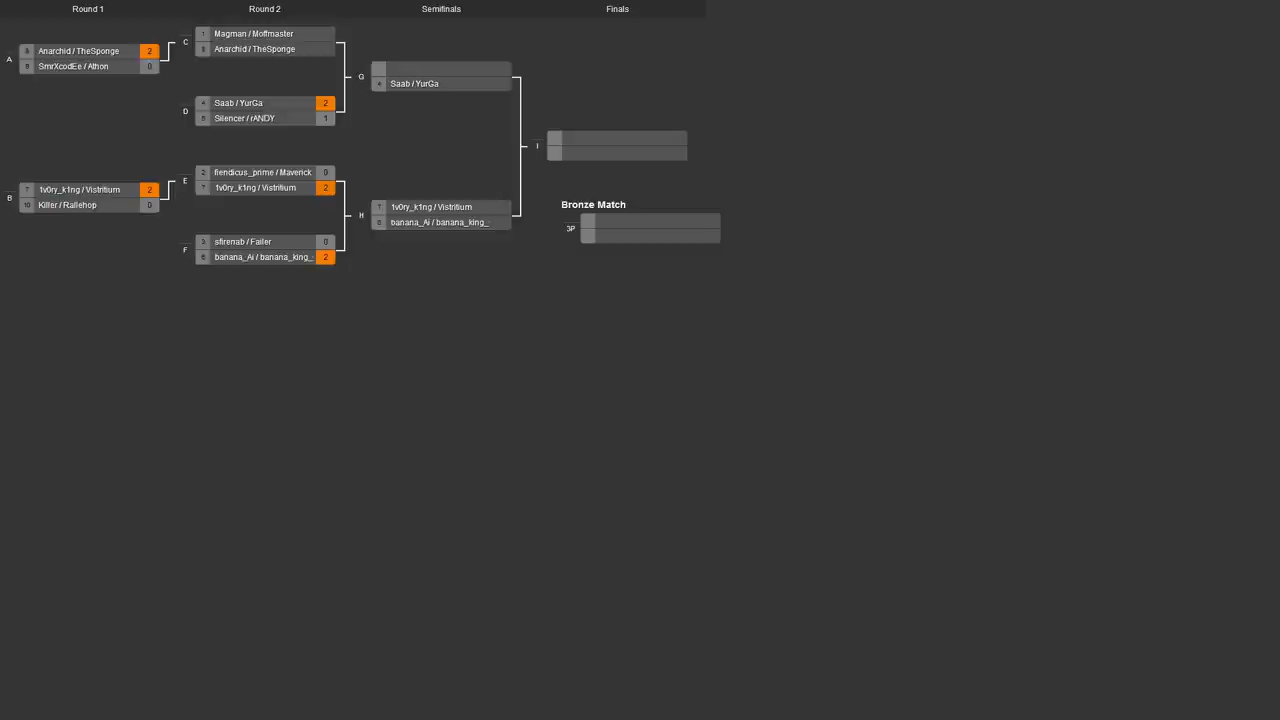 Round 1
Round 2
Semifinals
Finals
A
Anarchid / TheSponge 2
9 SmrXcodEe / Athon 0
B
7 1v0ry_k1ng / Vistritium 2
10 Killer / Rallehop 0
C
1 Magman / Moffmaster
Anarchid / TheSponge
D
4 Saab / YurGa 2
5 Silencer / rANDY 1
E
2 fiendicus_prime / Maverick 0
7 1v0ry_k1ng / Vistritium 2
F
3 sfirenab / Failer 0
6 banana_Ai / banana_king_ 2
G
4 Saab / YurGa
H
7 1v0ry_k1ng / Vistritium
6 banana_Ai / banana_king_
I
Bronze Match
3P